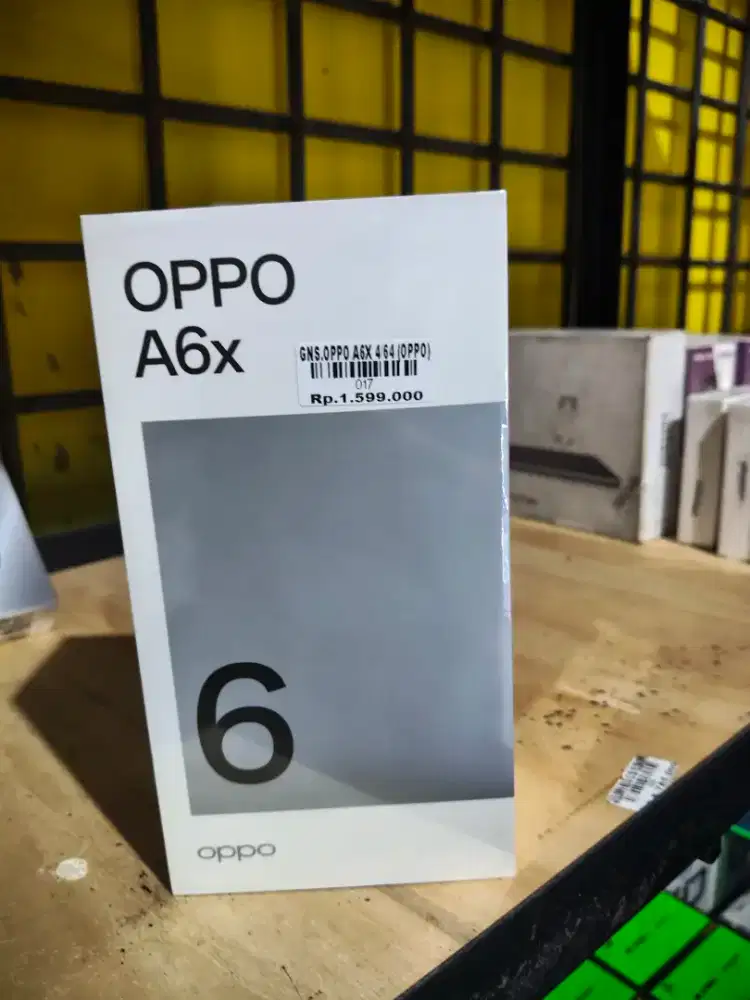 OPPO
A6x
GNS.OPPO A6X 4 64 (OPPO)
017
Rp.1.599.000
6
oppo